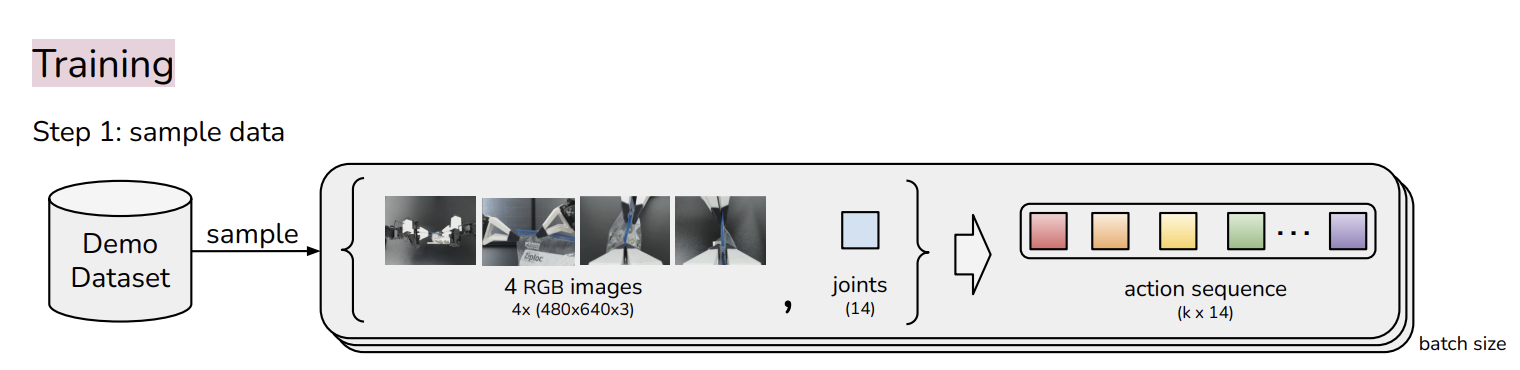 Training
Step 1: sample data
Demo
Dataset
sample
Ziploc
4 RGB images
4x (480x640x3)
,
joints
(14)
...
action sequence
(k x 14)
batch size